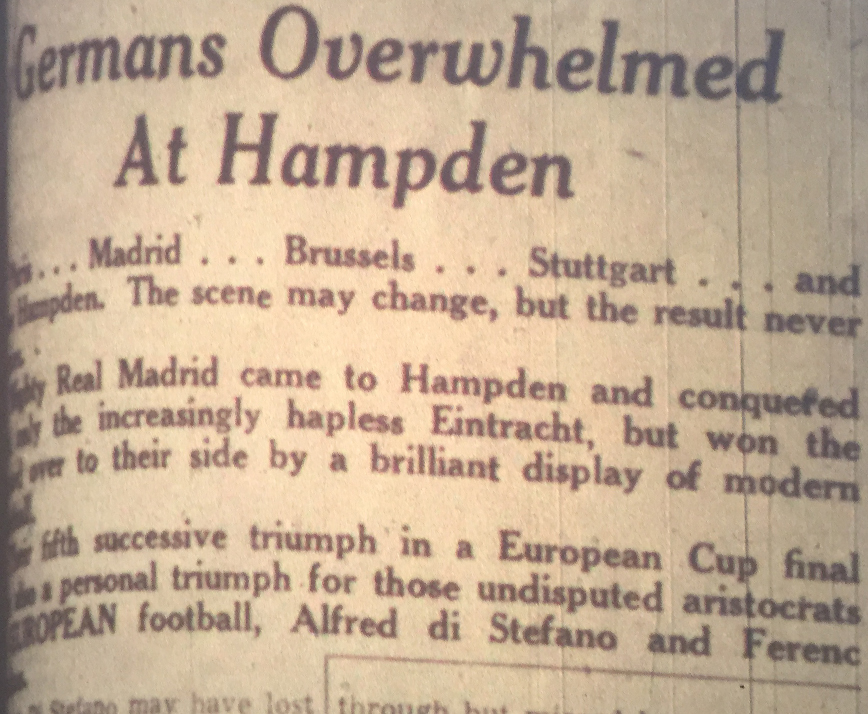 Germans Overwhelmed
At Hampden
... Madrid . . . Brussels . . . Stuttgart . . . and
Hampden. The scene may change, but the result never
Real Madrid came to Hampden and conquered
the increasingly hapless Eintracht, but won the
over to their side by a brilliant display of modern
fifth successive triumph in a European Cup final
a personal triumph for those undisputed aristocrats
EUROPEAN football, Alfred di Stefano and Ferenc
Di Stefano may have lost
through but